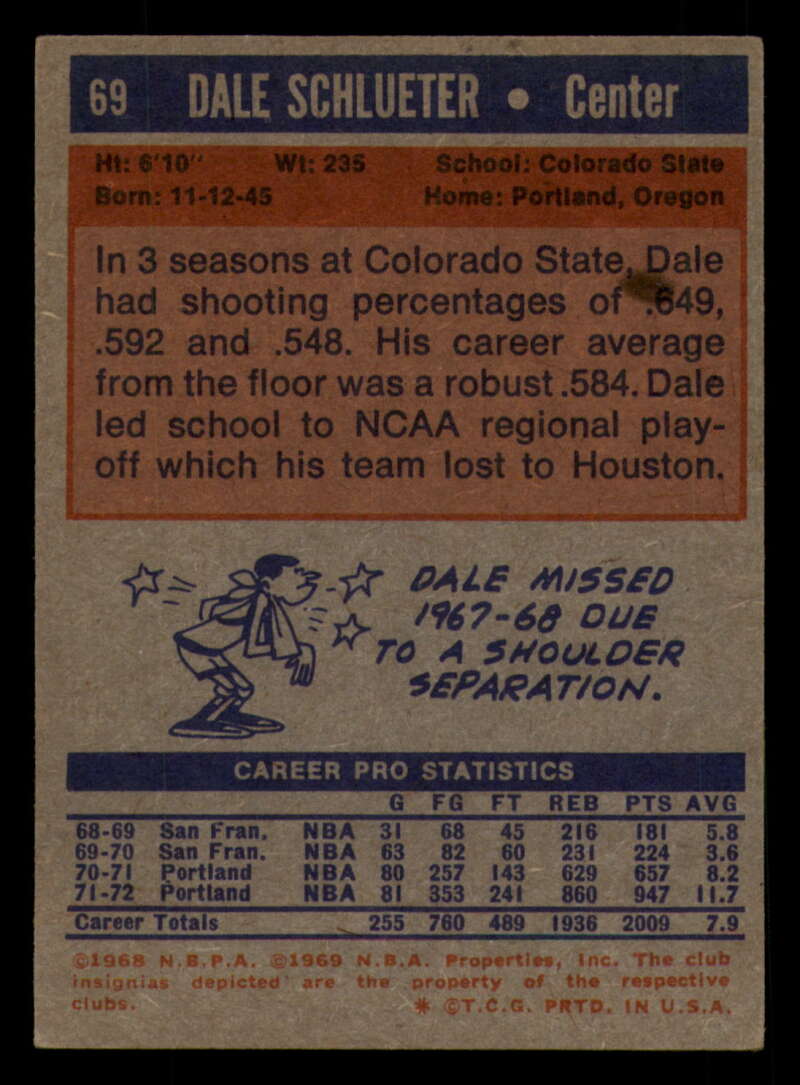 69 DALE SCHLUETER • Center
Ht: 6'10" Wt: 235 School: Colorado State
Born: 11-12-45 Home: Portland, Oregon
In 3 seasons at Colorado State, Dale
had shooting percentages of .649,
.592 and .548. His career average
from the floor was a robust .584. Dale
led school to NCAA regional play-
off which his team lost to Houston.
DALE MISSED
1967-68 DUE
TO A SHOULDER
SEPARATION.
CAREER PRO STATISTICS
G FG FT REB PTS AVG
68-69 San Fran. NBA 31 68 45 216 181 5.8
69-70 San Fran. NBA 63 82 60 231 224 3.6
70-71 Portland NBA 80 257 143 629 657 8.2
71-72 Portland NBA 81 353 241 860 947 11.7
Career Totals 255 760 489 1936 2009 7.9
©1968 N.B.P.A. ©1969 N.B.A. Properties, Inc. The club
insignias depicted are the property of the respective
clubs. * ©T.C.G. PRTD. IN U.S.A.